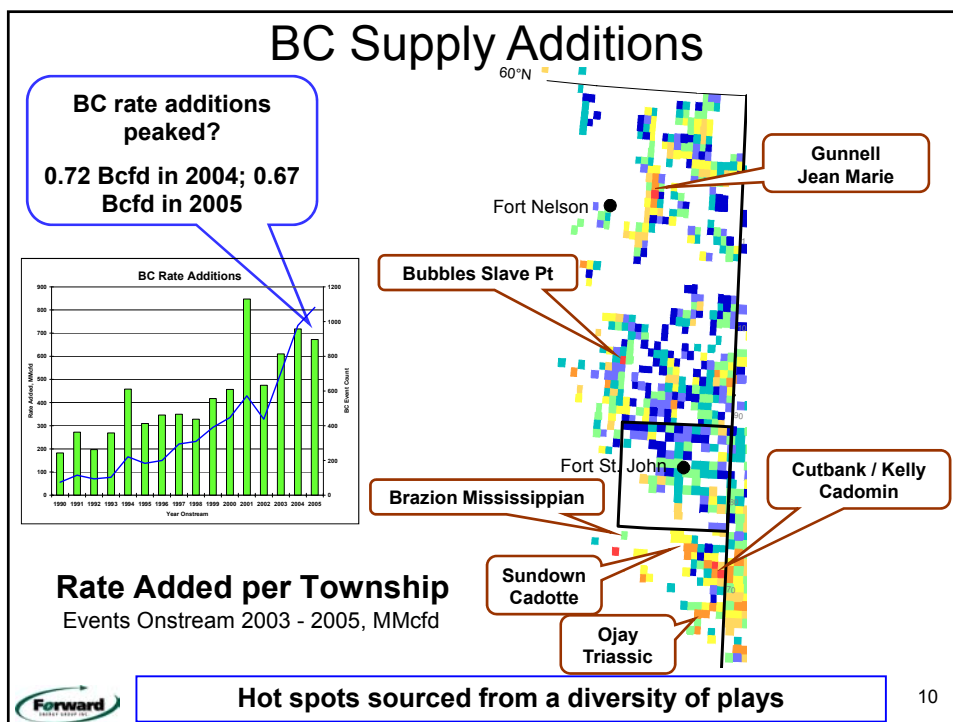 BC Supply Additions
60°N
BC rate additions
peaked?
0.72 Bcfd in 2004; 0.67
Bcfd in 2005
Gunnell
Jean Marie
Fort Nelson
Bubbles Slave Pt
BC Rate Additions
Rate Added, MMcfd
900
800
700
600
500
400
300
200
100
0
1200
1000
800
600
400
200
0
BC Event Count
1990 1991 1992 1993 1994 1995 1996 1997 1998 1999 2000 2001 2002 2003 2004 2005
Year Onstream
90
Fort St. John
Cutbank / Kelly
Cadomin
Brazion Mississippian
70
Sundown
Cadotte
Ojay
Triassic
Rate Added per Township
Events Onstream 2003 - 2005, MMcfd
Forward
ENERGY GROUP INC.
Hot spots sourced from a diversity of plays
10